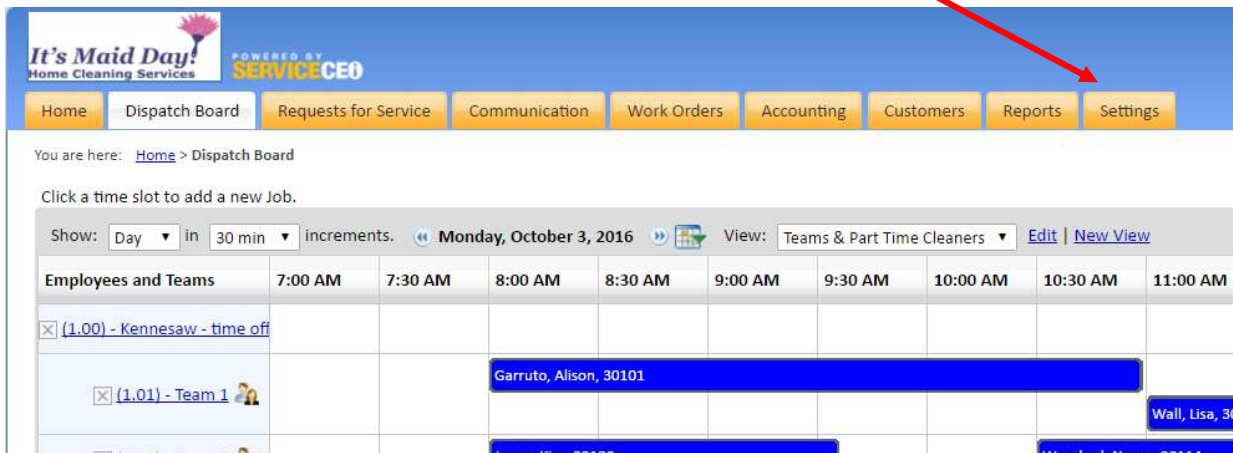 It's Maid Day!
Home Cleaning Services
POWERED BY
SERVICECEO
Home Dispatch Board Requests for Service Communication Work Orders Accounting Customers Reports Settings
You are here: Home > Dispatch Board
Click a time slot to add a new Job.
Show: Day in 30 min increments. Monday, October 3, 2016 View: Teams & Part Time Cleaners Edit | New View
Employees and Teams 7:00 AM 7:30 AM 8:00 AM 8:30 AM 9:00 AM 9:30 AM 10:00 AM 10:30 AM 11:00 AM
(1.00) - Kennesaw - time off
Garruto, Alison, 30101
(1.01) - Team 1
Wall, Lisa, 30